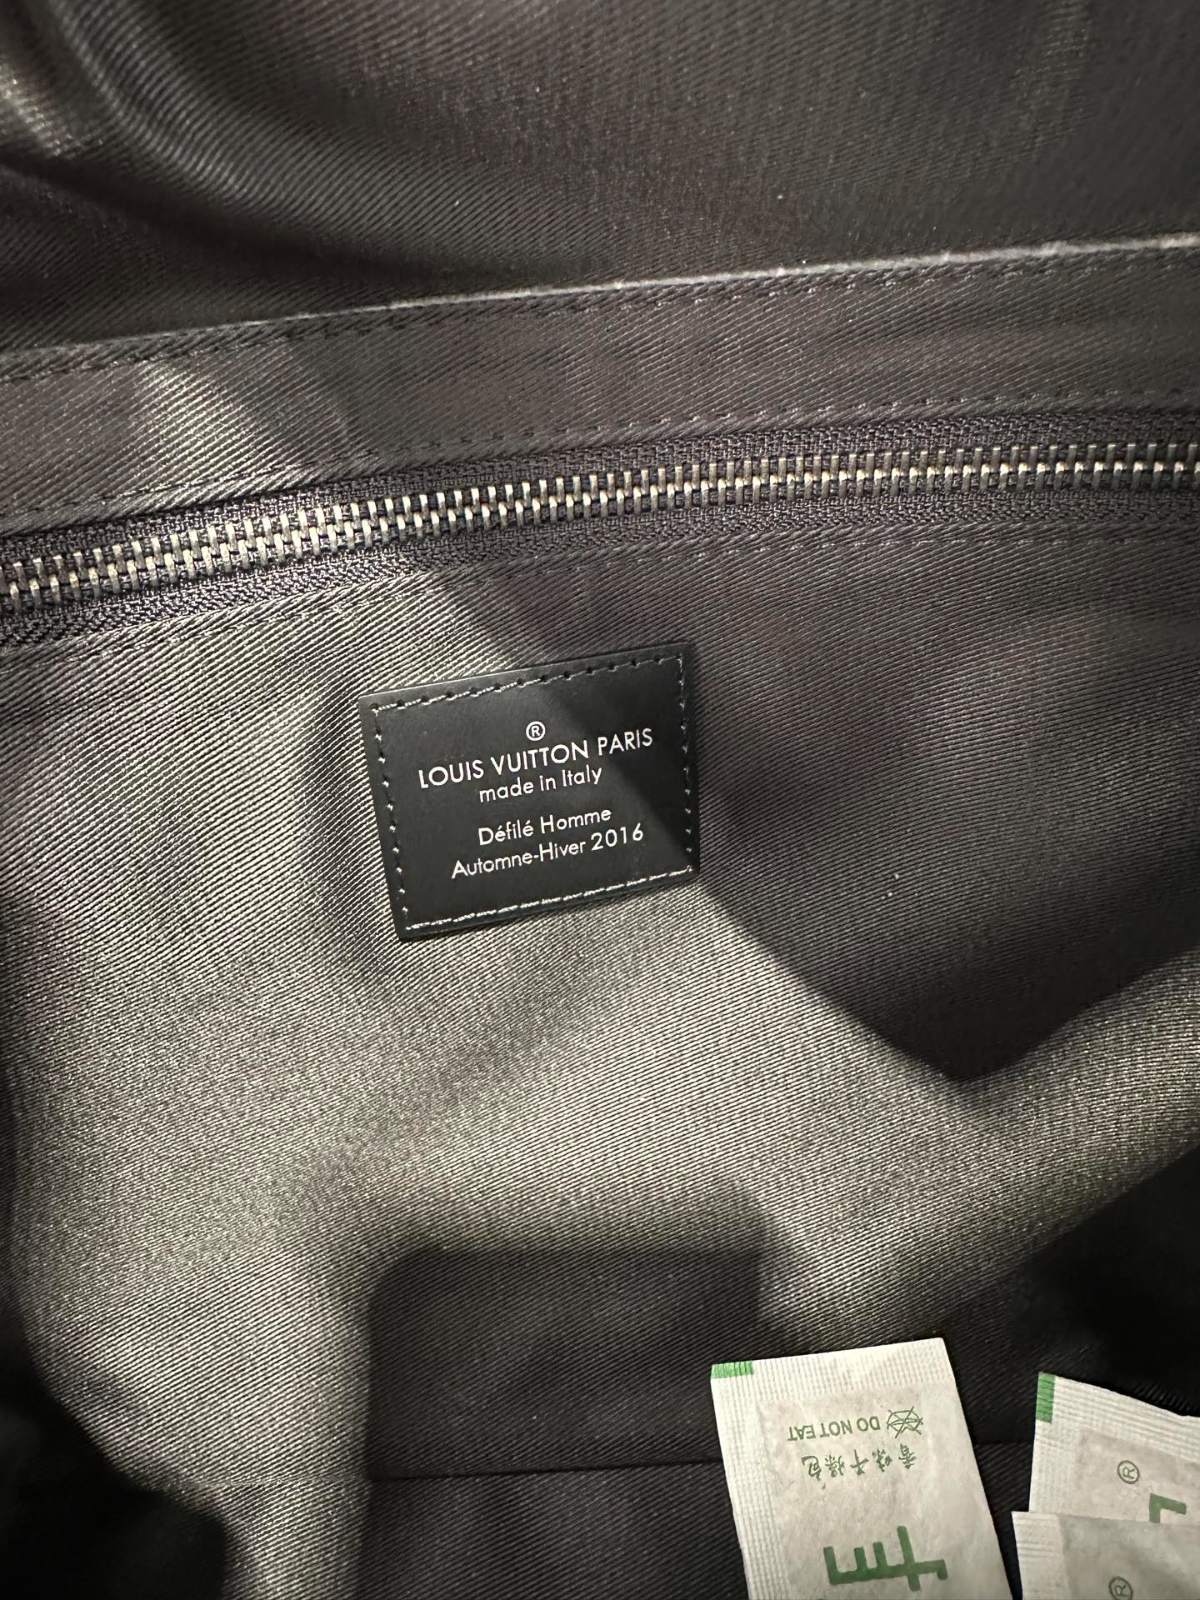 ®
LOUIS VUITTON PARIS
made in Italy
Défilé Homme
Automne-Hiver 2016
DO NOT EAT
®
®